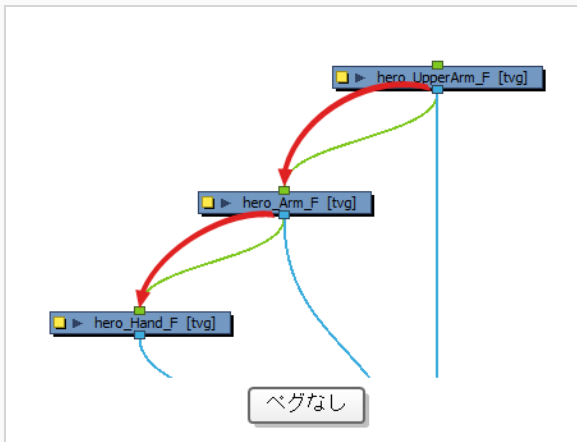 hero_UpperArm_F [tvg]
hero_Arm_F [tvg]
hero_Hand_F [tvg]
ペグなし